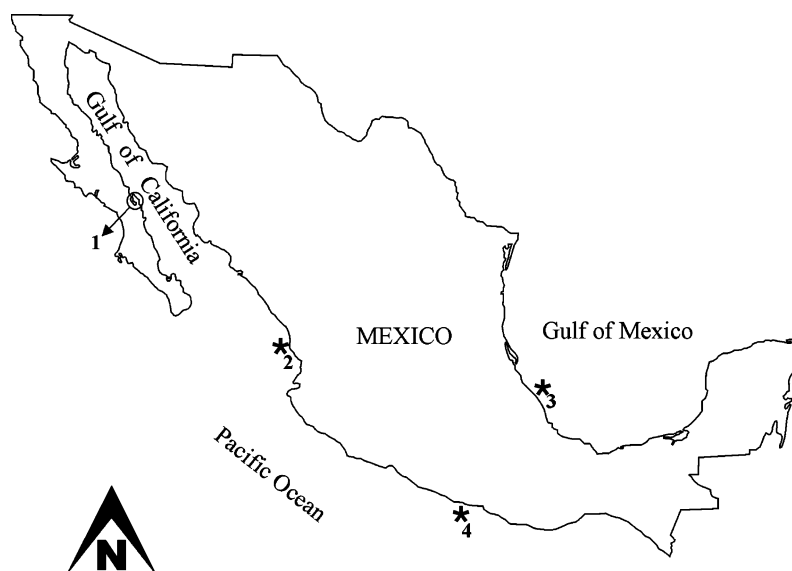 Gulf of California
1
MEXICO
Gulf of Mexico
*2
*3
Pacific Ocean
*4
N